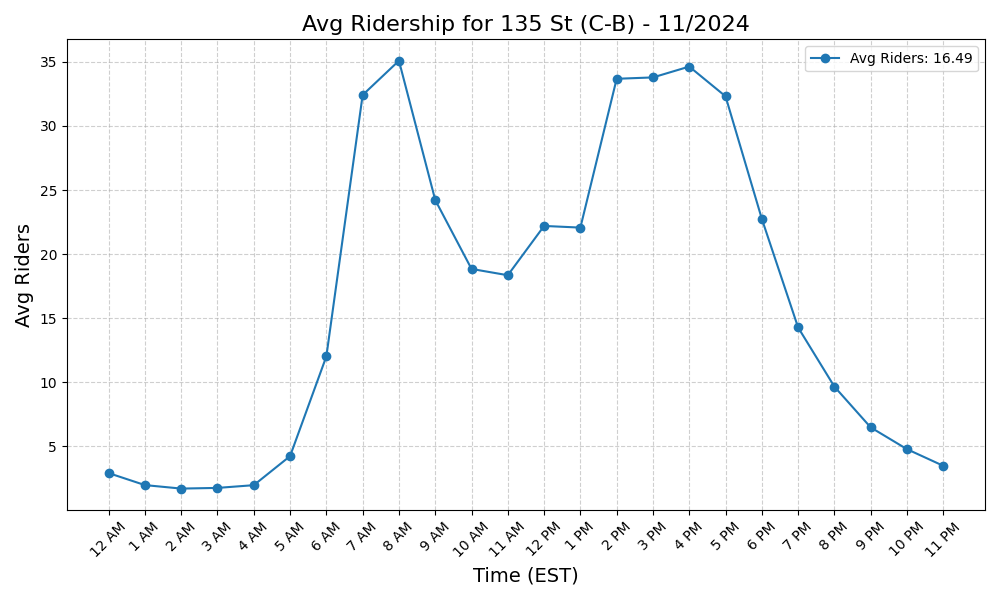 Avg Ridership for 135 St (C-B) - 11/2024
Avg Riders: 16.49
Avg Riders
35
30
25
20
15
10
5
12 AM
1 AM
2 AM
3 AM
4 AM
5 AM
6 AM
7 AM
8 AM
9 AM
10 AM
11 AM
12 PM
1 PM
2 PM
3 PM
4 PM
5 PM
6 PM
7 PM
8 PM
9 PM
10 PM
11 PM
Time (EST)